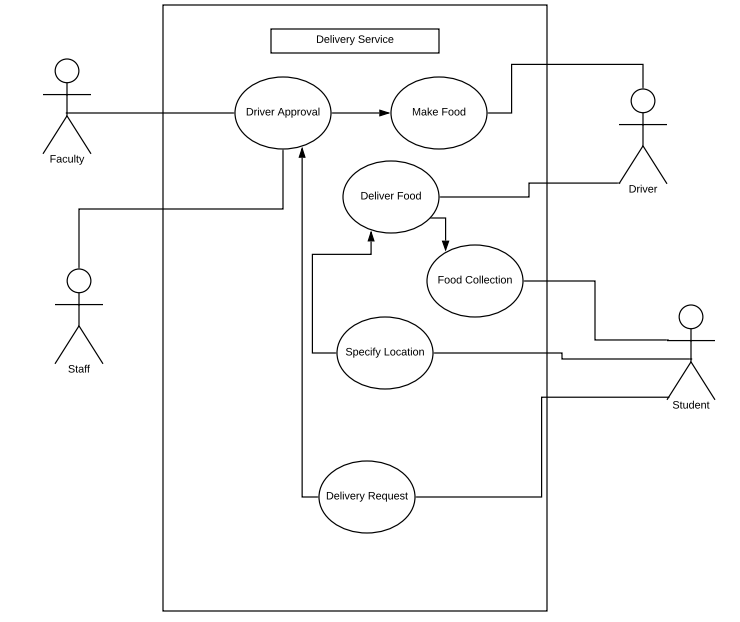 Delivery Service
Faculty
Driver Approval
Make Food
Driver
Deliver Food
Food Collection
Staff
Specify Location
Student
Delivery Request